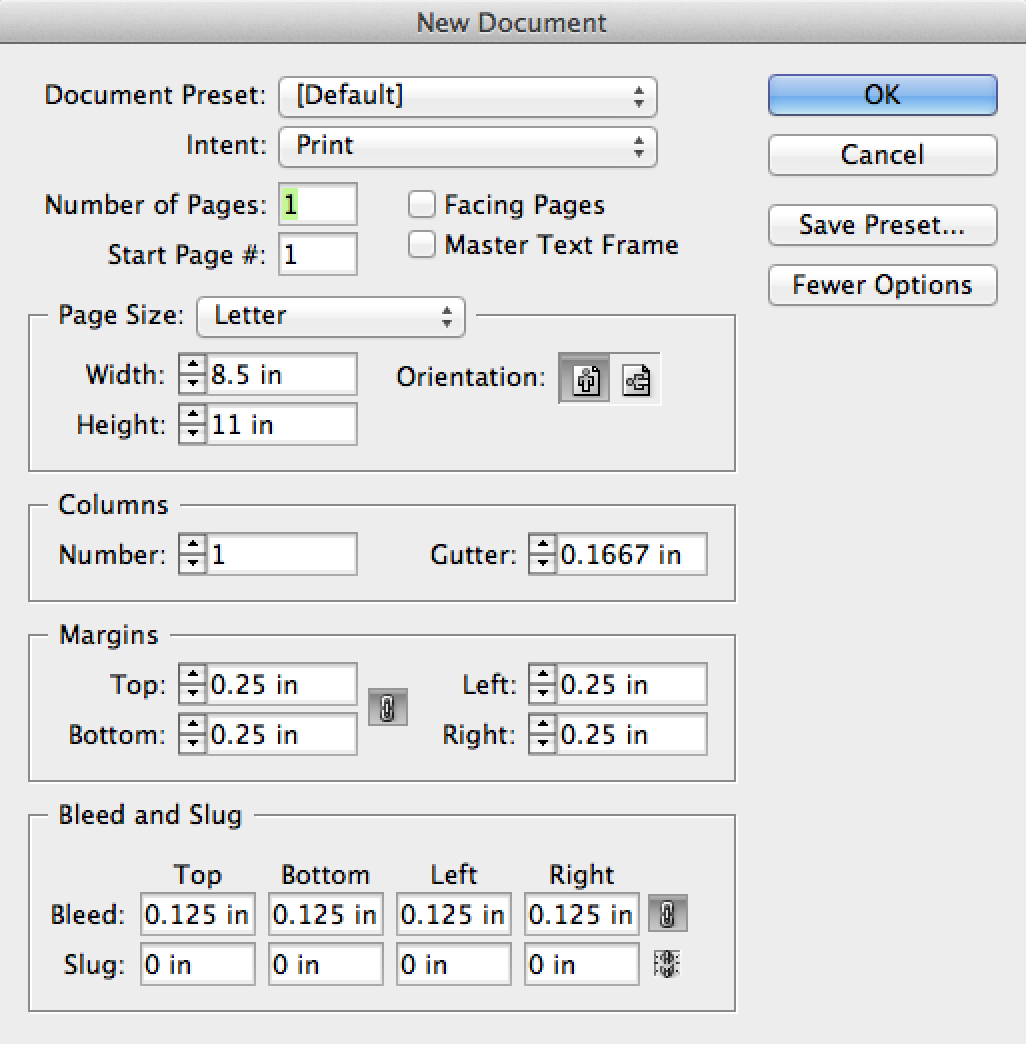 New Document
Document Preset: [Default] OK
Intent: Print Cancel
Number of Pages: 1 Facing Pages Save Preset...
Start Page #: 1 Master Text Frame
Fewer Options
Page Size: Letter
Width: 8.5 in Orientation:
Height: 11 in
Columns
Number: 1 Gutter: 0.1667 in
Margins
Top: 0.25 in Left: 0.25 in
Bottom: 0.25 in Right: 0.25 in
Bleed and Slug
Top Bottom Left Right
Bleed: 0.125 in 0.125 in 0.125 in 0.125 in
Slug: 0 in 0 in 0 in 0 in